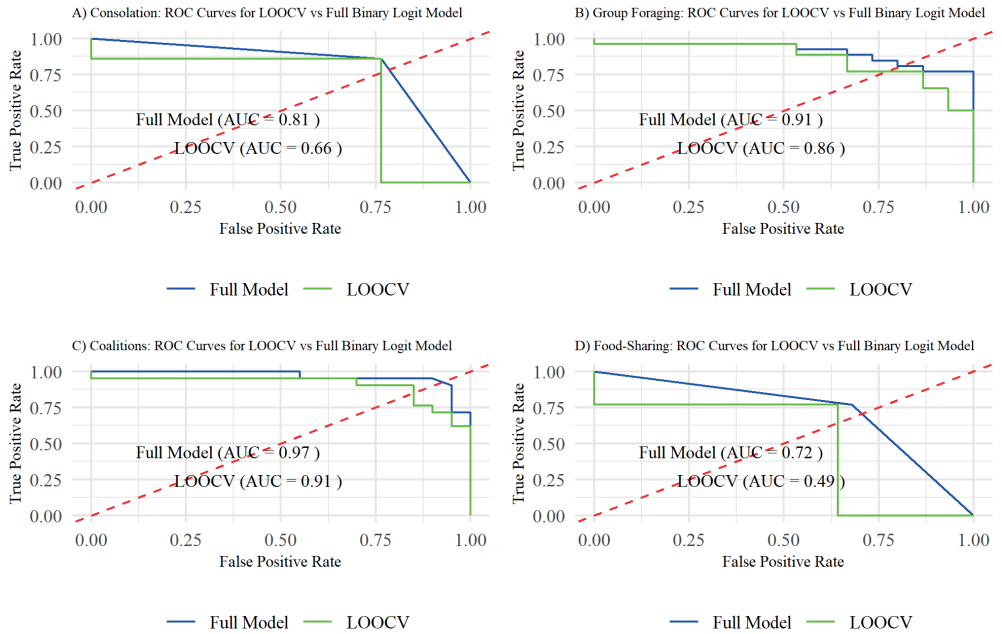 A) Consolation: ROC Curves for LOOCV vs Full Binary Logit Model
True Positive Rate
1.00
0.75
0.50
0.25
0.00
Full Model (AUC = 0.81 )
LOOCV (AUC = 0.66 )
0.00 0.25 0.50 0.75 1.00
False Positive Rate
Full Model LOOCV
B) Group Foraging: ROC Curves for LOOCV vs Full Binary Logit Model
True Positive Rate
1.00
0.75
0.50
0.25
0.00
Full Model (AUC = 0.91 )
LOOCV (AUC = 0.86 )
0.00 0.25 0.50 0.75 1.00
False Positive Rate
Full Model LOOCV
C) Coalitions: ROC Curves for LOOCV vs Full Binary Logit Model
True Positive Rate
1.00
0.75
0.50
0.25
0.00
Full Model (AUC = 0.97 )
LOOCV (AUC = 0.91 )
0.00 0.25 0.50 0.75 1.00
False Positive Rate
Full Model LOOCV
D) Food-Sharing: ROC Curves for LOOCV vs Full Binary Logit Model
True Positive Rate
1.00
0.75
0.50
0.25
0.00
Full Model (AUC = 0.72 )
LOOCV (AUC = 0.49 )
0.00 0.25 0.50 0.75 1.00
False Positive Rate
Full Model LOOCV